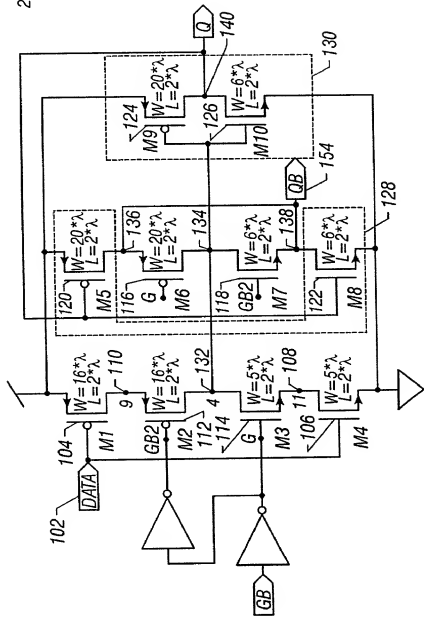 2
Q
140
130
W=20*λ
L=2*λ
124
M9
W=6*λ
L=2*λ
126
M10
QB
154
128
W=20*λ
L=2*λ
136
120
M5
W=20*λ
L=2*λ
134
116
G
M6
W=6*λ
L=2*λ
138
118
GB2
M7
W=6*λ
L=2*λ
122
M8
W=16*λ
L=2*λ
110
9
104
M1
DATA
102
W=16*λ
L=2*λ
132
4
GB2
M2
112
114
W=5*λ
L=2*λ
108
11
G
M3
106
W=5*λ
L=2*λ
M4
GB